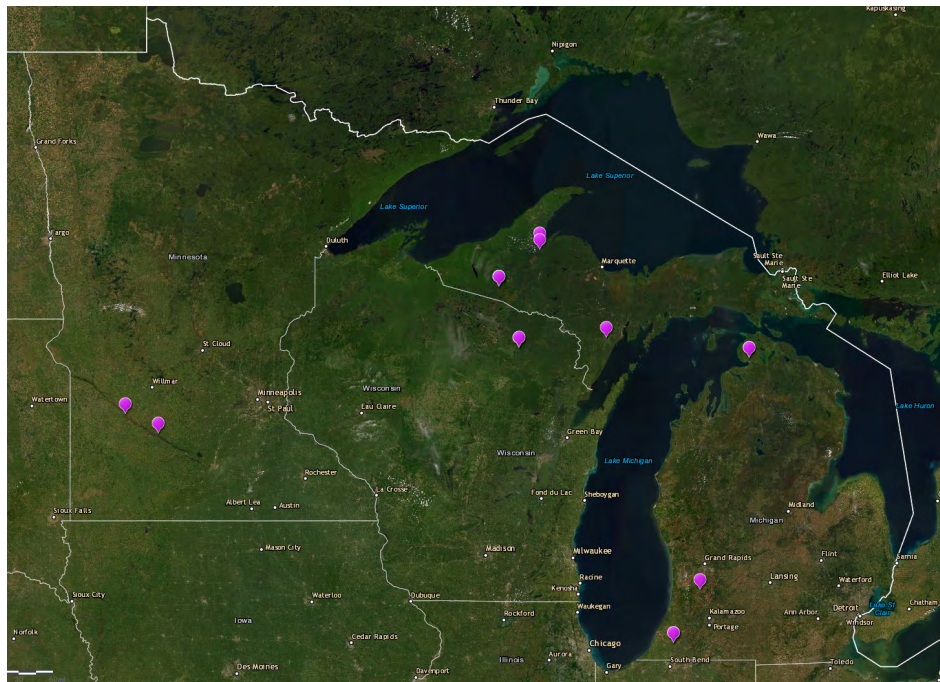 Kapuskasing
Nipigon
Thunder Bay
Wawa
Grand Forks
Lake Superior
Lake Superior
Fargo
Duluth
Minnesota
Marquette
Sault Ste
Marie
Sault Ste
Marie
Elliot Lake
St Cloud
Willmar
Wisconsin
Minneapolis
St Paul
Watertown
Eau Claire
Lake Huron
Green Bay
Wisconsin
Lake Michigan
Rochester
La Crosse
Fond du Lac
Sheboygan
Albert Lea
Austin
Sioux Falls
Midland
Michigan
Mason City
Madison
Milwaukee
Grand Rapids
Flint
Sarnia
Racine
Lansing
Waterford
Kenosha
Sioux City
Waterloo
Dubuque
Waukegan
Rockford
Kalamazoo
Portage
Ann Arbor
Detroit
Lake St
Clair
Chatham
Windsor
Iowa
Norfolk
Cedar Rapids
Chicago
Aurora
Illinois
South Bend
Gary
Toledo
Des Moines
Davenport